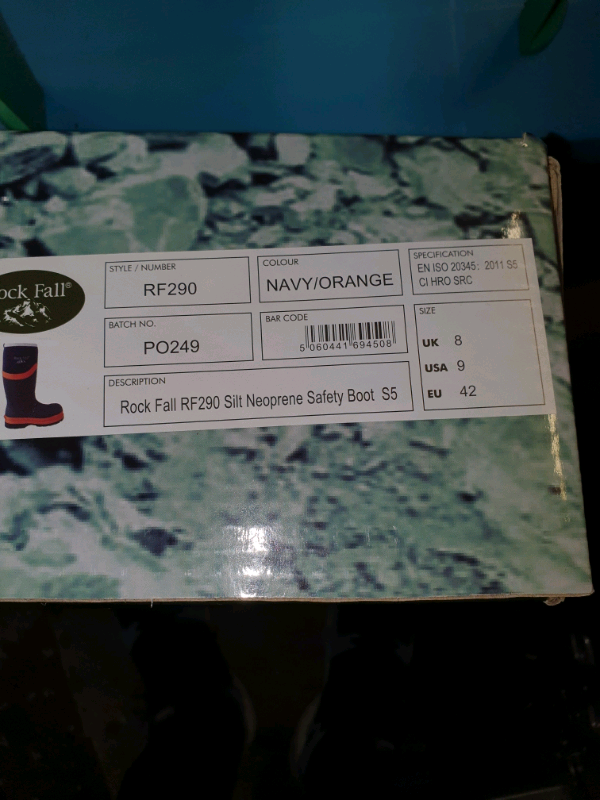 ock Fall®
STYLE / NUMBER
RF290
COLOUR
NAVY/ORANGE
SPECIFICATION
EN ISO 20345: 2011 S5
CI HRO SRC
BATCH NO.
PO249
BAR CODE
5 060441 694508
SIZE
UK 8
USA 9
EU 42
DESCRIPTION
Rock Fall RF290 Silt Neoprene Safety Boot S5